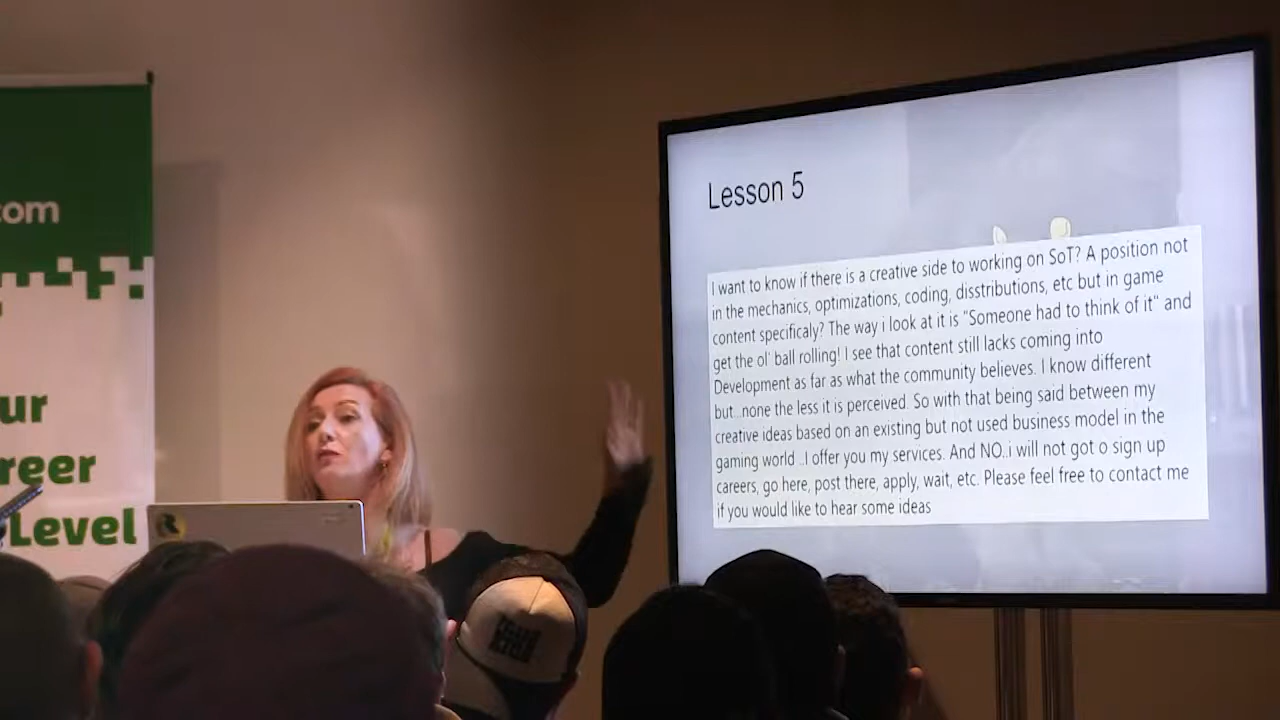 .com
ur
reer
Level
R
Lesson 5
I want to know if there is a creative side to working on SoT? A position not
in the mechanics, optimizations, coding, disstributions, etc but in game
content specificaly? The way i look at it is "Someone had to think of it" and
get the ol' ball rolling! I see that content still lacks coming into
Development as far as what the community believes. I know different
but..none the less it is perceived. So with that being said between my
creative ideas based on an existing but not used business model in the
gaming world ..I offer you my services. And NO..i will not got o sign up
careers, go here, post there, apply, wait, etc. Please feel free to contact me
if you would like to hear some ideas